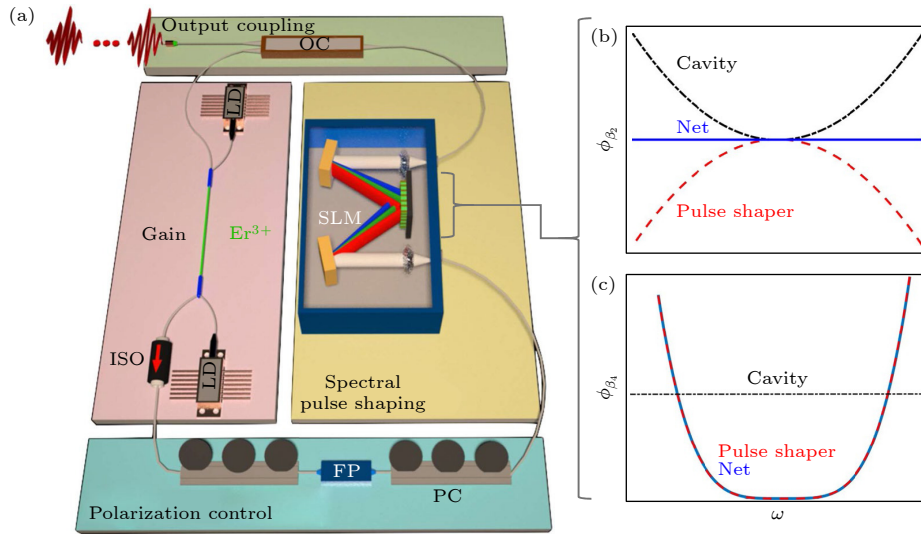 (a)
Output coupling
OC
LD
Gain
Er³⁺
SLM
ISO
LD
Spectral
pulse shaping
FP
PC
Polarization control
(b)
Cavity
Net
Pulse shaper
ϕβ₂
(c)
Cavity
Pulse shaper
Net
ϕβ₄
ω